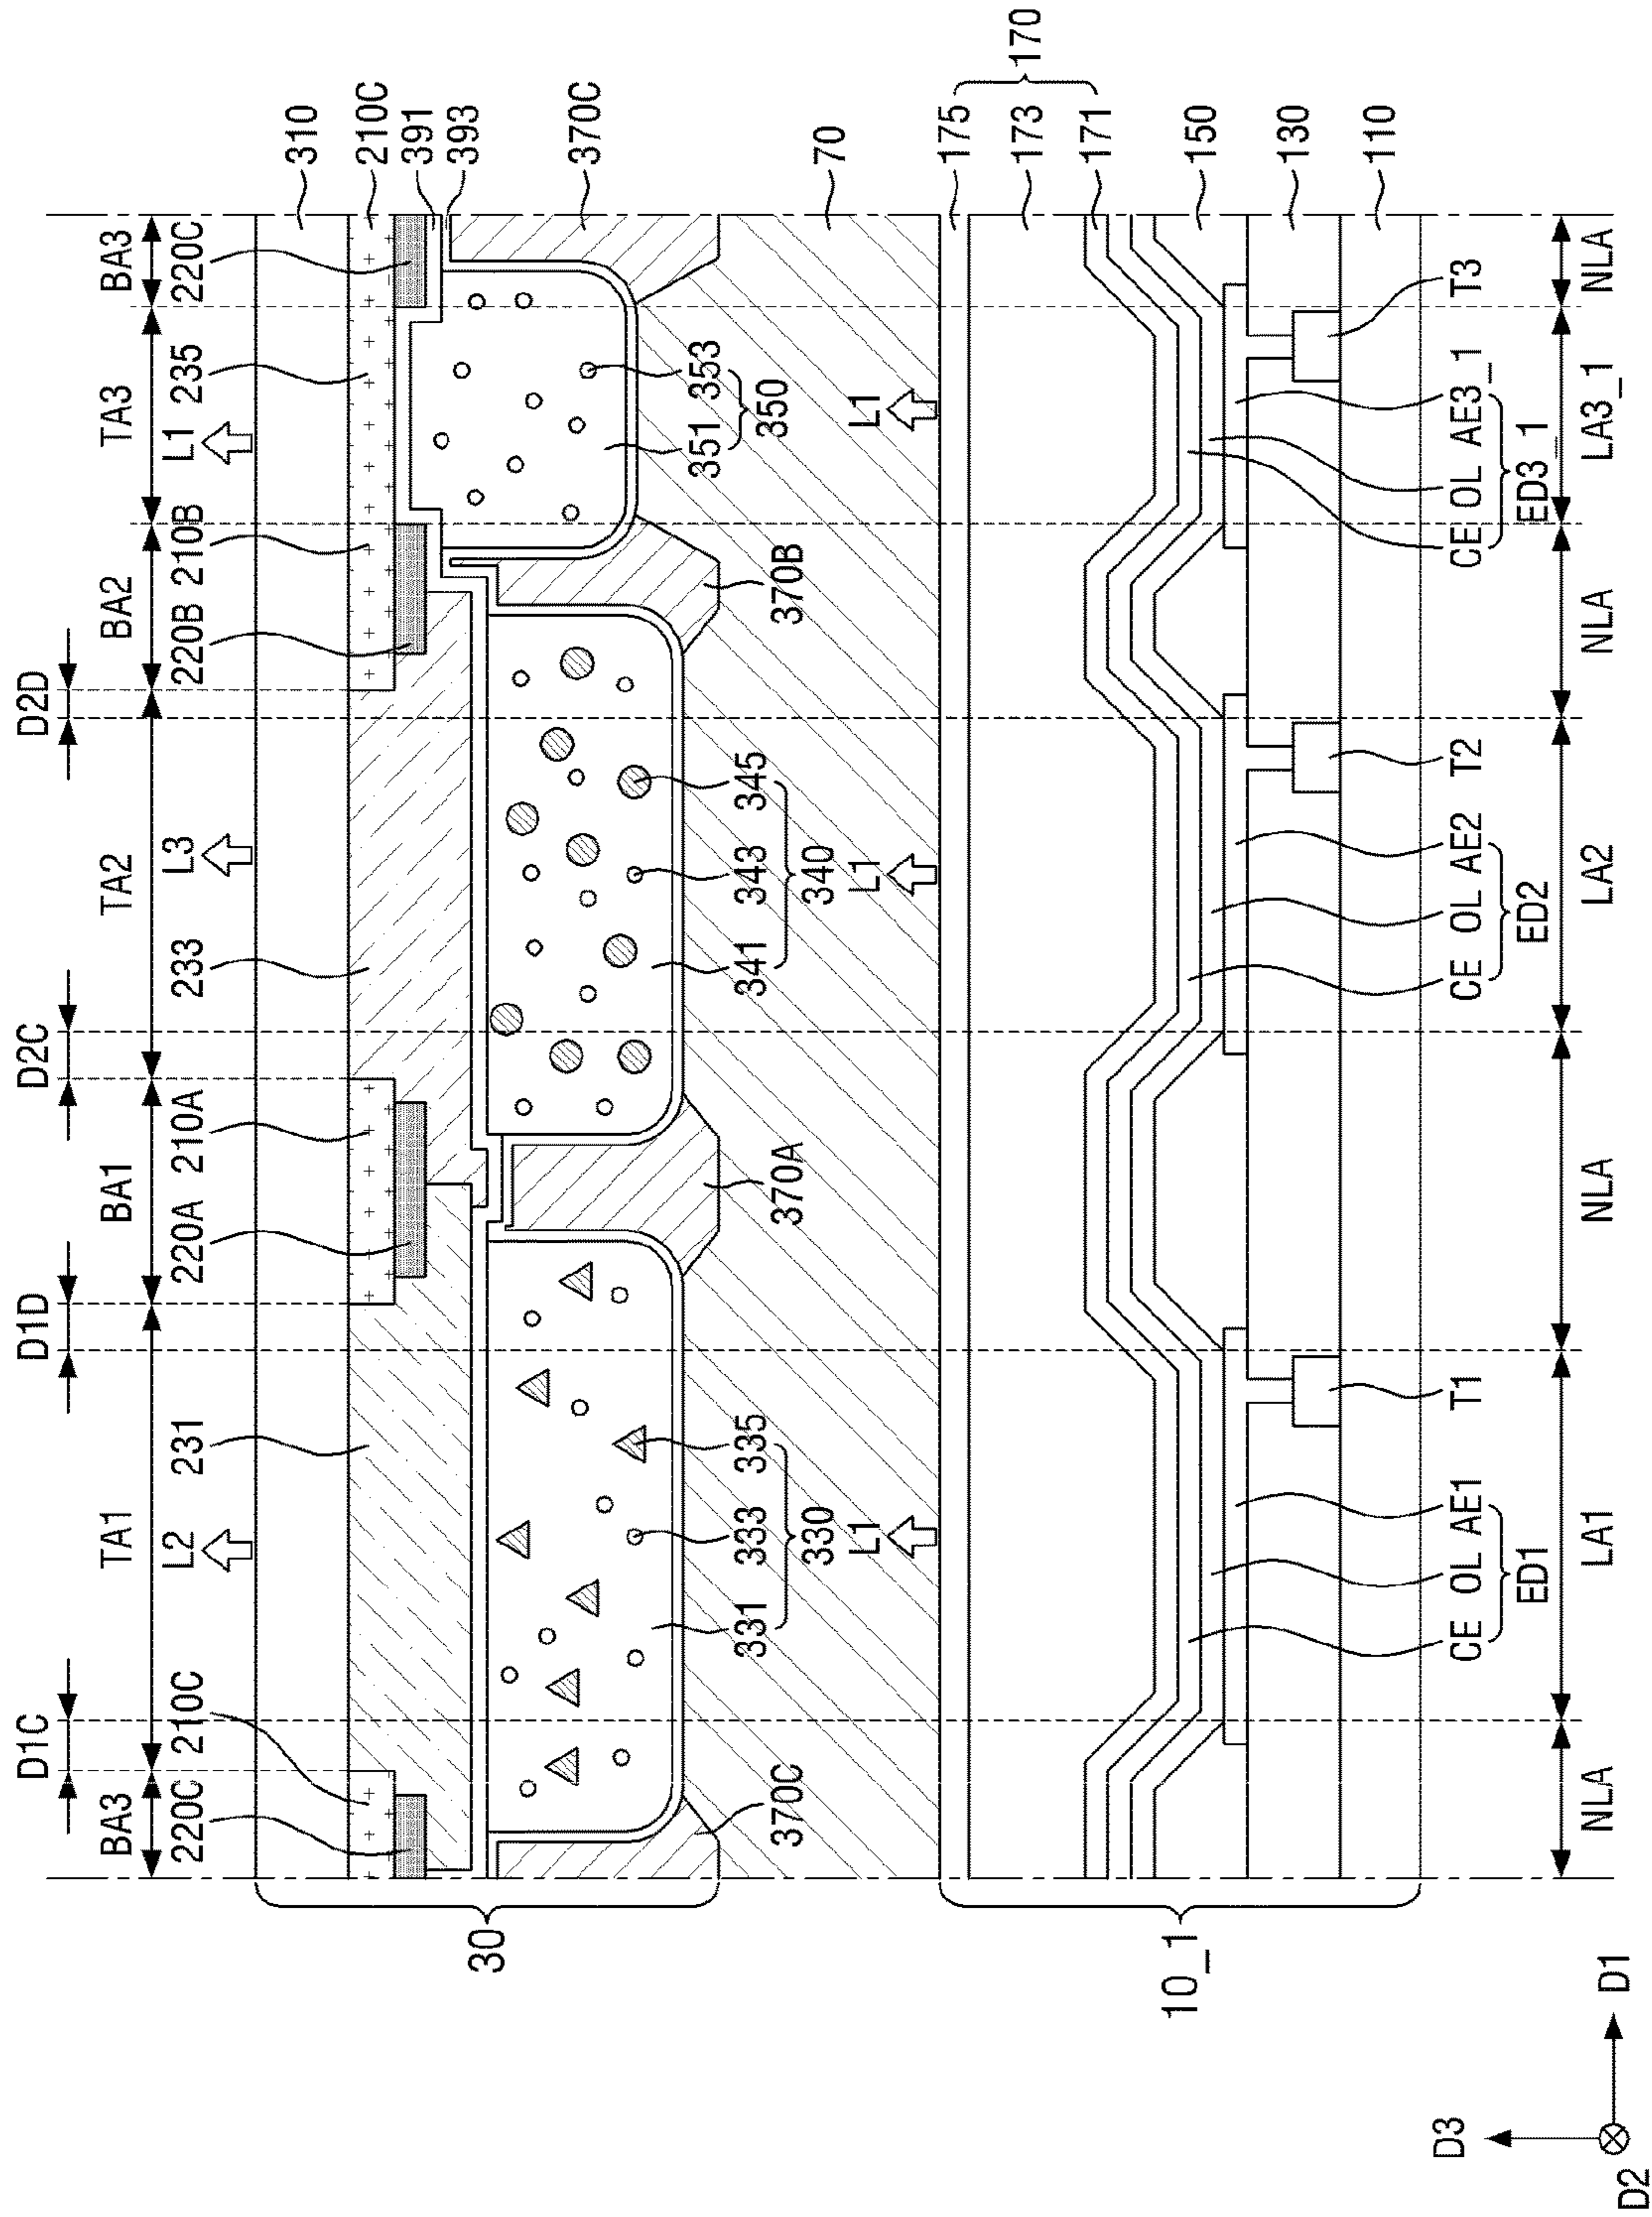 D1C D1D D2C D2D
BA3 TA1 BA1 TA2 BA2 TA3 BA3
L2 L3 L1
220C 210C 231 220A 210A 233 220B 210B 235 220C
310
210C
391
393
370C
30
331 333 335
330
341 343 345
340
351 353
350
370C 370A 370B
70
L1 L1 L1
175
173
171
170
150
130
110
10_1
CE OL AE1 T1 CE OL AE2 T2 CE OL AE3_1 T3
ED1 ED2 ED3_1
NLA LA1 NLA LA2 NLA LA3_1 NLA
D3
D2 D1